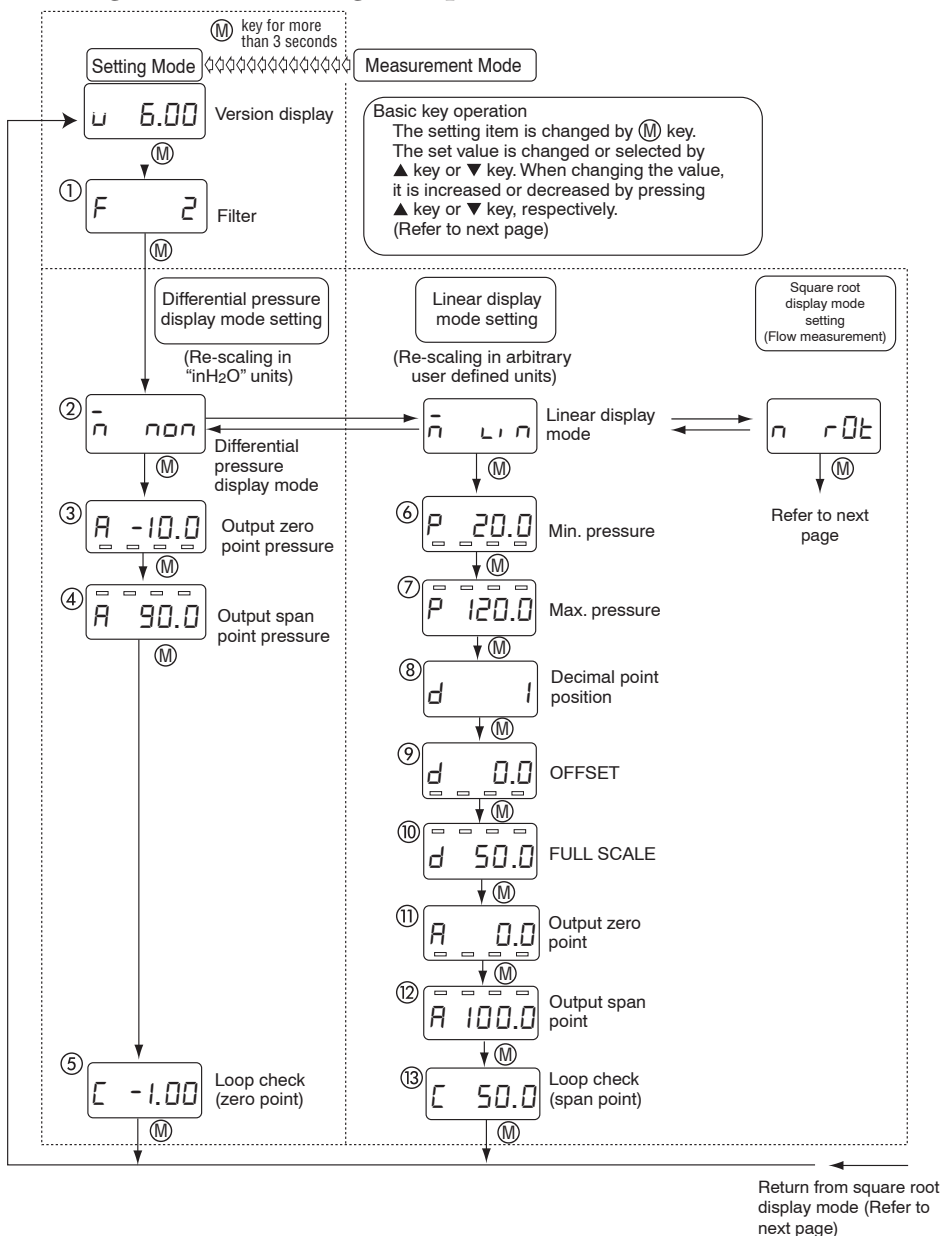 Ⓜ key for more
than 3 seconds
Setting Mode
Measurement Mode
u 6.00
Version display
Ⓜ
Basic key operation
The setting item is changed by Ⓜ key.
The set value is changed or selected by
▲ key or ▼ key. When changing the value,
it is increased or decreased by pressing
▲ key or ▼ key, respectively.
(Refer to next page)
① F 2
Filter
Ⓜ
Differential pressure
display mode setting
(Re-scaling in
“inH2O” units)
Linear display
mode setting
(Re-scaling in arbitrary
user defined units)
Square root
display mode
setting
(Flow measurement)
② n̄ non
Differential
pressure
display mode
Ⓜ
n̄ Lin
Linear display
mode
Ⓜ
n r0t
Ⓜ
Refer to next
page
③ A -10.0
Output zero
point pressure
Ⓜ
④ A 90.0
Output span
point pressure
Ⓜ
⑥ P 20.0
Min. pressure
Ⓜ
⑦ P 120.0
Max. pressure
Ⓜ
⑧ d 1
Decimal point
position
Ⓜ
⑨ d 0.0
OFFSET
Ⓜ
⑩ d 50.0
FULL SCALE
Ⓜ
⑪ A 0.0
Output zero
point
Ⓜ
⑫ A 100.0
Output span
point
Ⓜ
⑤ C -1.00
Loop check
(zero point)
Ⓜ
⑬ C 50.0
Loop check
(span point)
Ⓜ
Return from square root
display mode (Refer to
next page)